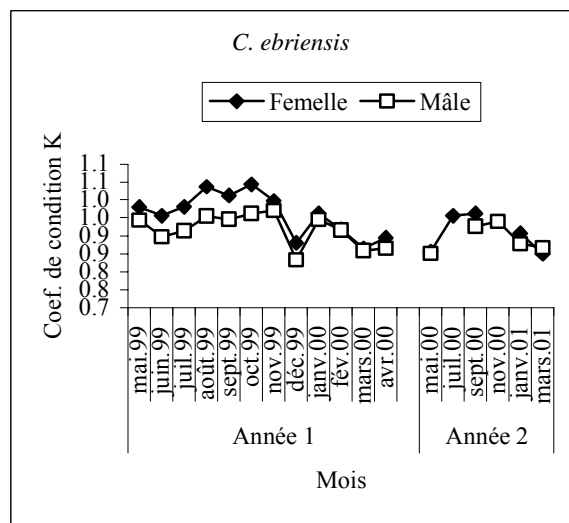 C. ebriensis
Femelle
Mâle
Coef. de condition K
1.1
1.1
1.0
1.0
0.9
0.9
0.8
0.8
0.7
mai.99
juin.99
juil.99
août.99
sept.99
oct.99
nov.99
déc.99
janv.00
fév.00
mars.00
avr.00
mai.00
juil.00
sept.00
nov.00
janv.01
mars.01
Année 1
Année 2
Mois